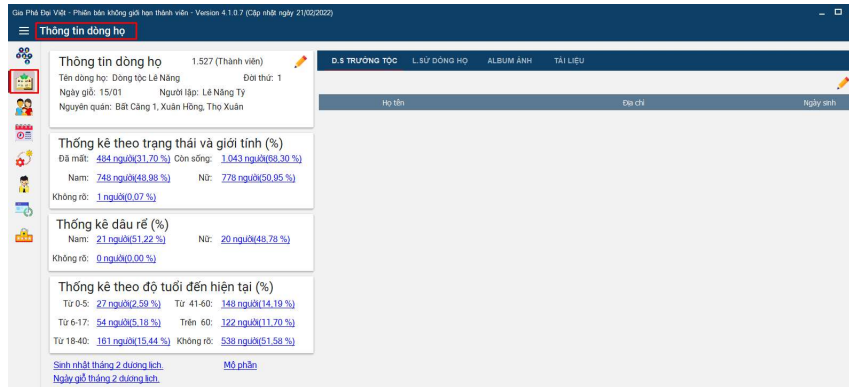 Gia Phả Đại Việt - Phiên bản không giới hạn thành viên - Version 4.1.0.7 (Cập nhật ngày 21/02/2022)
Thông tin dòng họ
Thông tin dòng họ 1.527 (Thành viên)
Tên dòng họ: Dòng tộc Lê Năng Đời thứ: 1
Ngày giỗ: 15/01 Người lập: Lê Năng Tý
Nguyên quán: Bất Căng 1, Xuân Hồng, Thọ Xuân
Thống kê theo trạng thái và giới tính (%)
Đã mất: 484 người(31,70 %) Còn sống: 1.043 người(68,30 %)
Nam: 748 người(48,98 %) Nữ: 778 người(50,95 %)
Không rõ: 1 người(0,07 %)
Thống kê dâu rể (%)
Nam: 21 người(51,22 %) Nữ: 20 người(48,78 %)
Không rõ: 0 người(0,00 %)
Thống kê theo độ tuổi đến hiện tại (%)
Từ 0-5: 27 người(2,59 %) Từ 41-60: 148 người(14,19 %)
Từ 6-17: 54 người(5,18 %) Trên 60: 122 người(11,70 %)
Từ 18-40: 161 người(15,44 %) Không rõ: 538 người(51,58 %)
Sinh nhật tháng 2 dương lịch. Mộ phần
Ngày giỗ tháng 2 dương lịch.
D.S TRƯỞNG TỘC L.SỬ DÒNG HỌ ALBUM ẢNH TÀI LIỆU
Họ tên Địa chỉ Ngày sinh